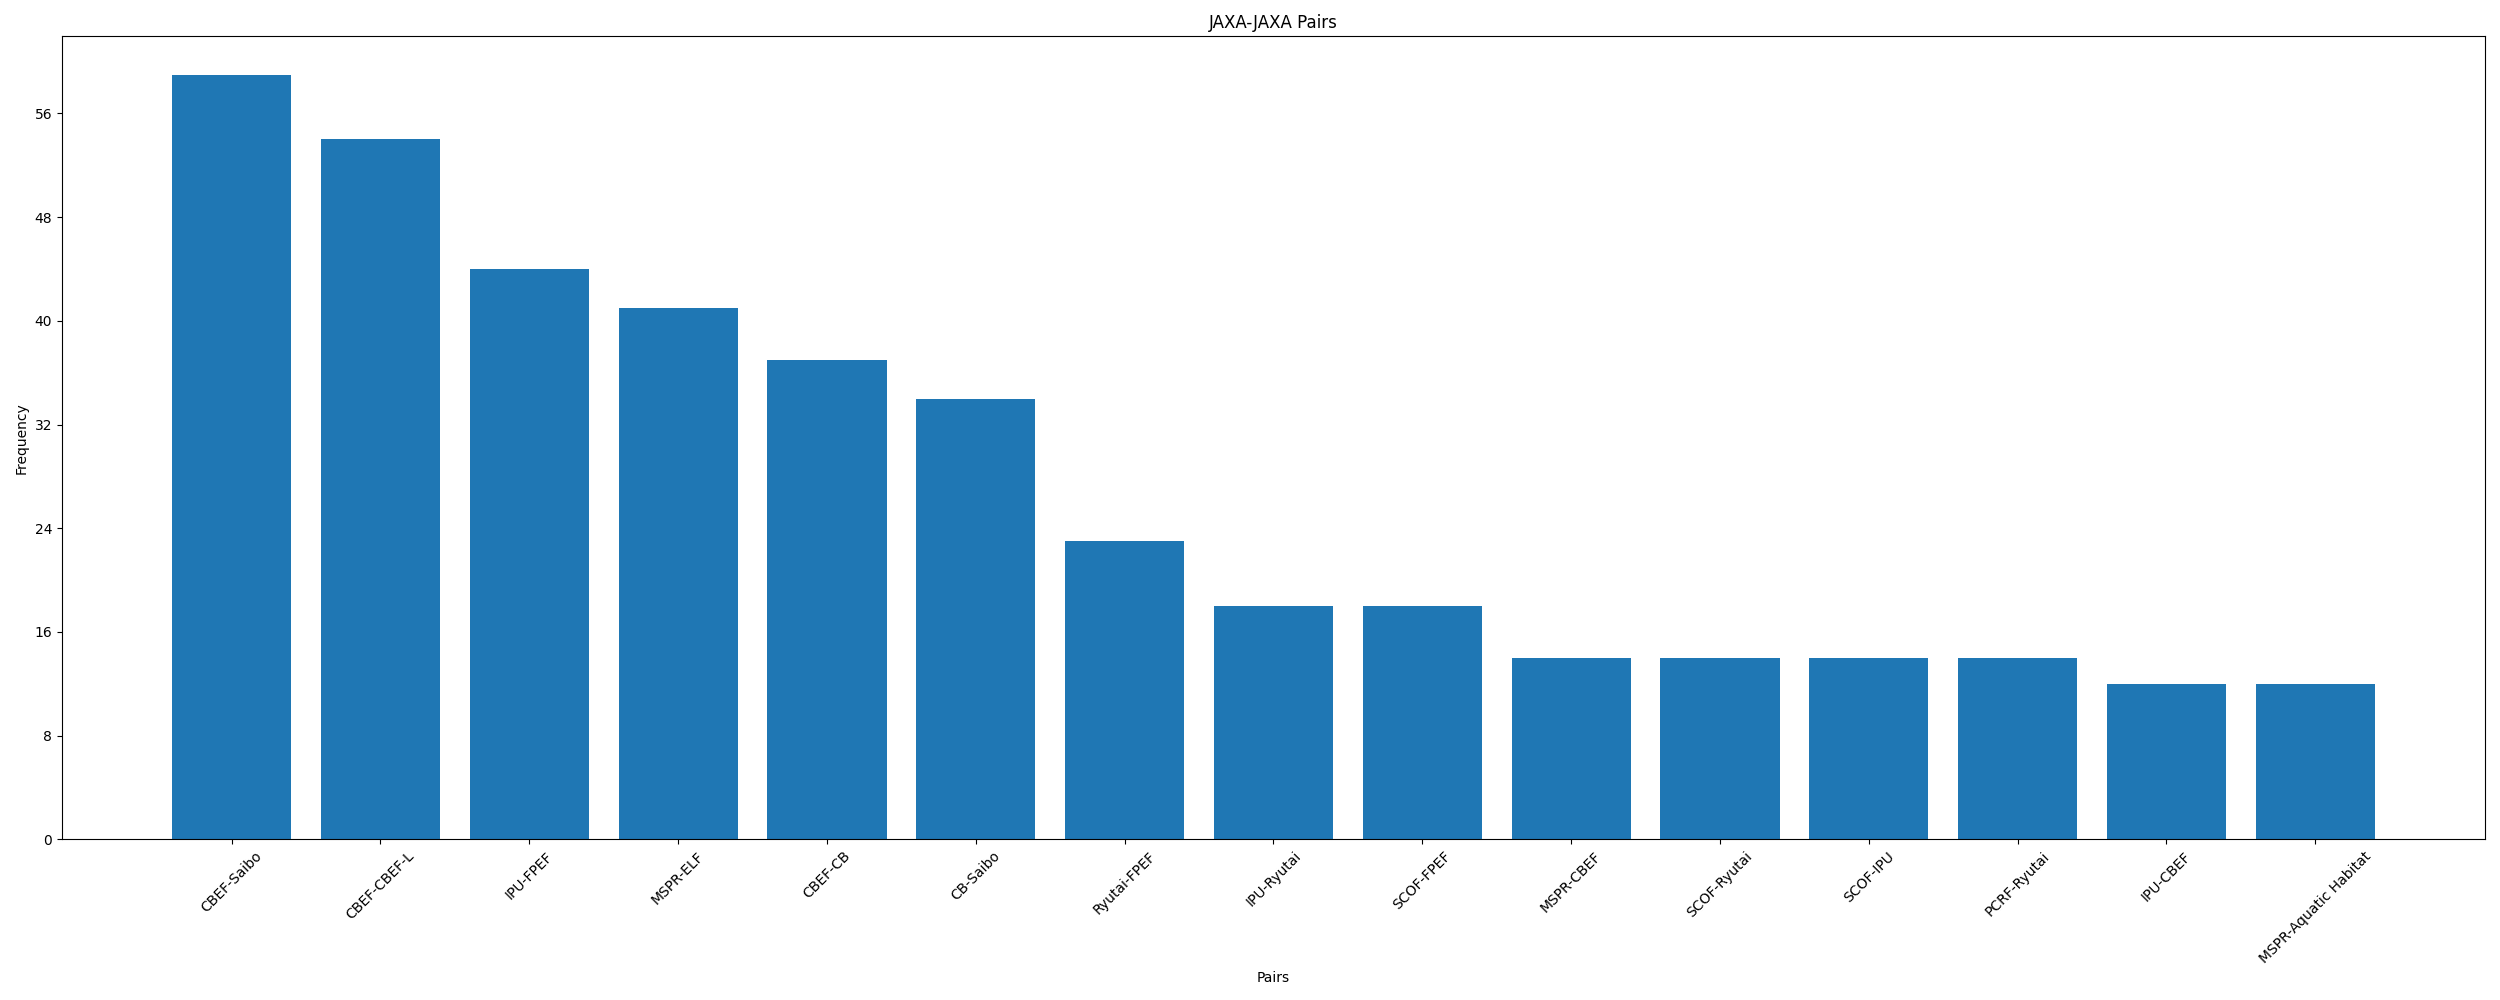 JAXA-JAXA Pairs
Frequency
56
48
40
32
24
16
8
0
CBEF-Saibo
CBEF-CBEF-L
IPU-FPEF
MSPR-ELF
CBEF-CB
CB-Saibo
Ryutai-FPEF
IPU-Ryutai
SCOF-FPEF
MSPR-CBEF
SCOF-Ryutai
SCOF-IPU
PCRF-Ryutai
IPU-CBEF
MSPR-Aquatic Habitat
Pairs